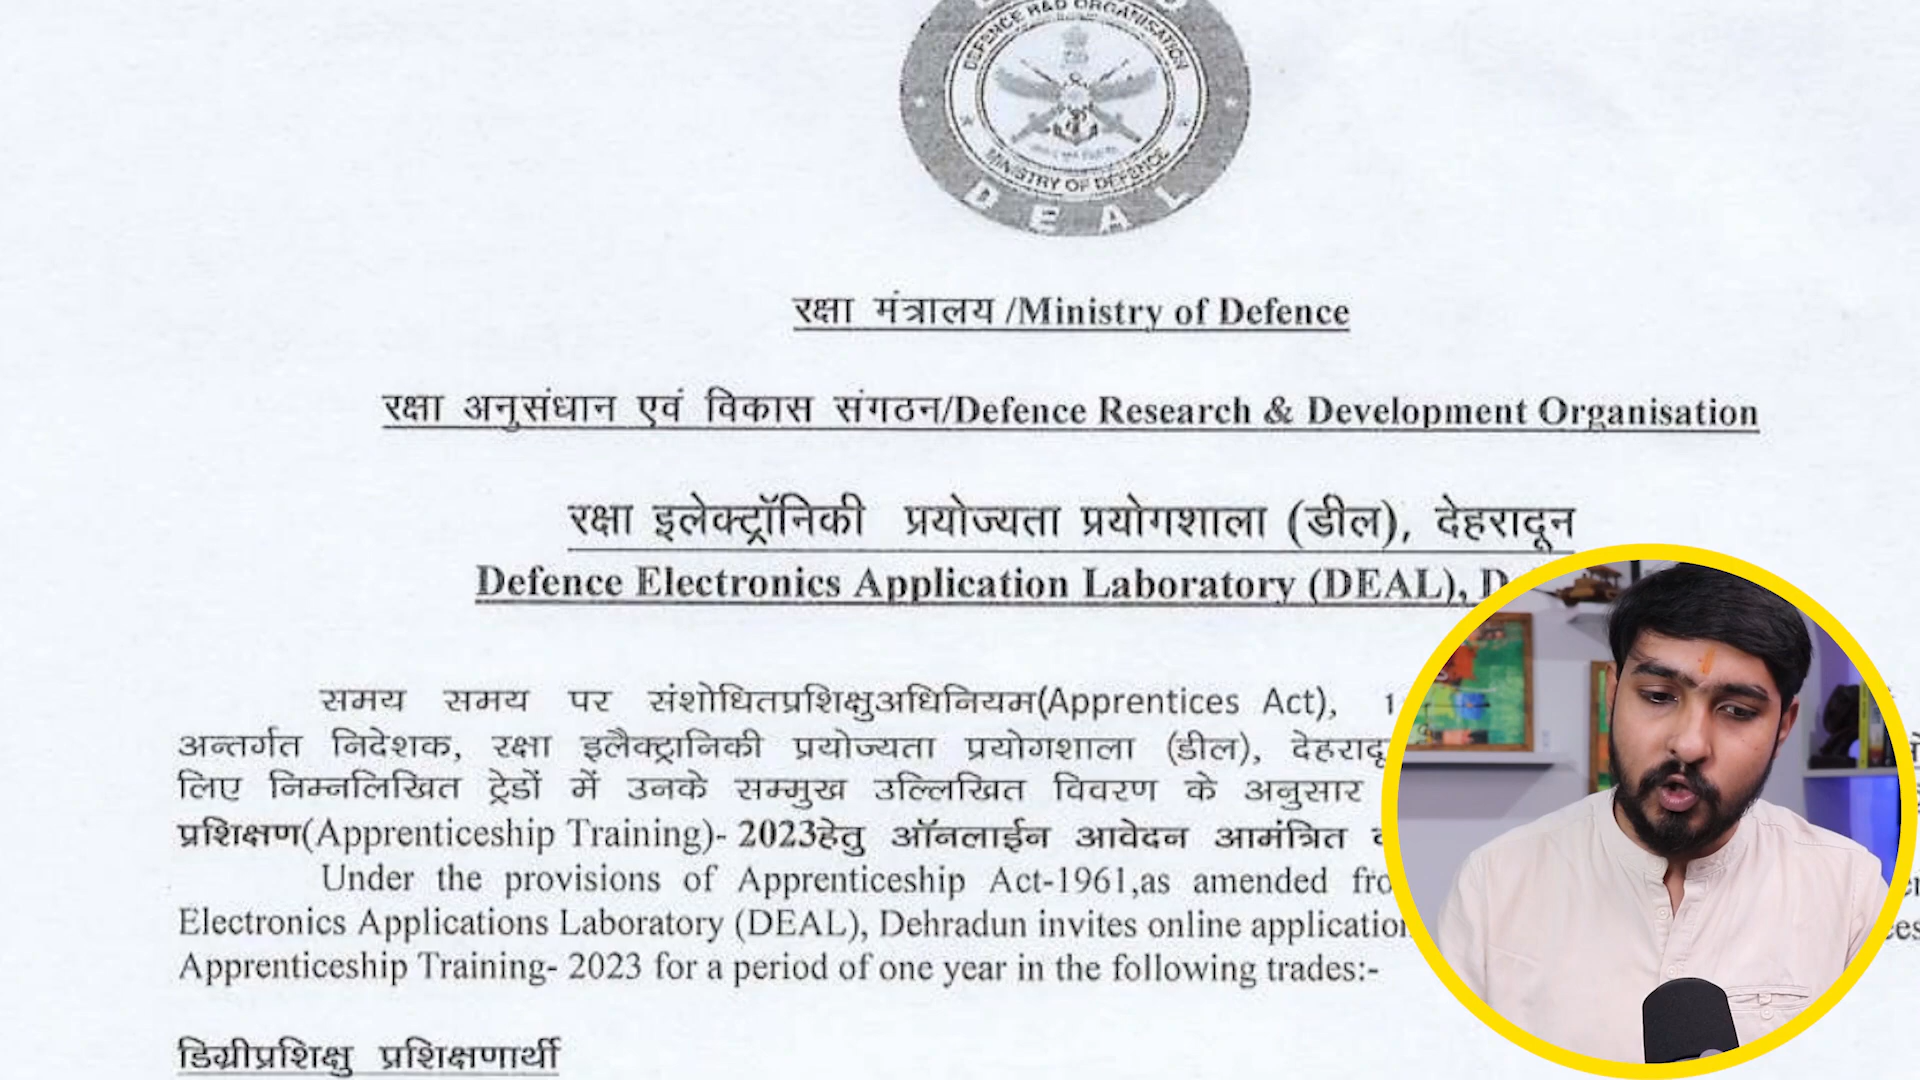 DEFENCE R&D ORGANISATION
MINISTRY OF DEFENCE
DEAL
रक्षा मंत्रालय /Ministry of Defence
रक्षा अनुसंधान एवं विकास संगठन/Defence Research & Development Organisation
रक्षा इलेक्ट्रॉनिकी प्रयोज्यता प्रयोगशाला (डील), देहरादून
Defence Electronics Application Laboratory (DEAL),
समय समय पर संशोधितप्रशिक्षुअधिनियम(Apprentices Act),
अन्तर्गत निदेशक, रक्षा इलैक्ट्रानिकी प्रयोज्यता प्रयोगशाला (डील),
लिए निम्नलिखित ट्रेडों में उनके सम्मुख उल्लिखित विवरण के अनुसार
प्रशिक्षण(Apprenticeship Training)- 2023हेतु ऑनलाईन आवेदन आमंत्रित
Under the provisions of Apprenticeship Act-1961,as amended
Electronics Applications Laboratory (DEAL), Dehradun invites online
Apprenticeship Training- 2023 for a period of one year in the following trades:-
डिग्रीप्रशिक्षु प्रशिक्षणार्थी